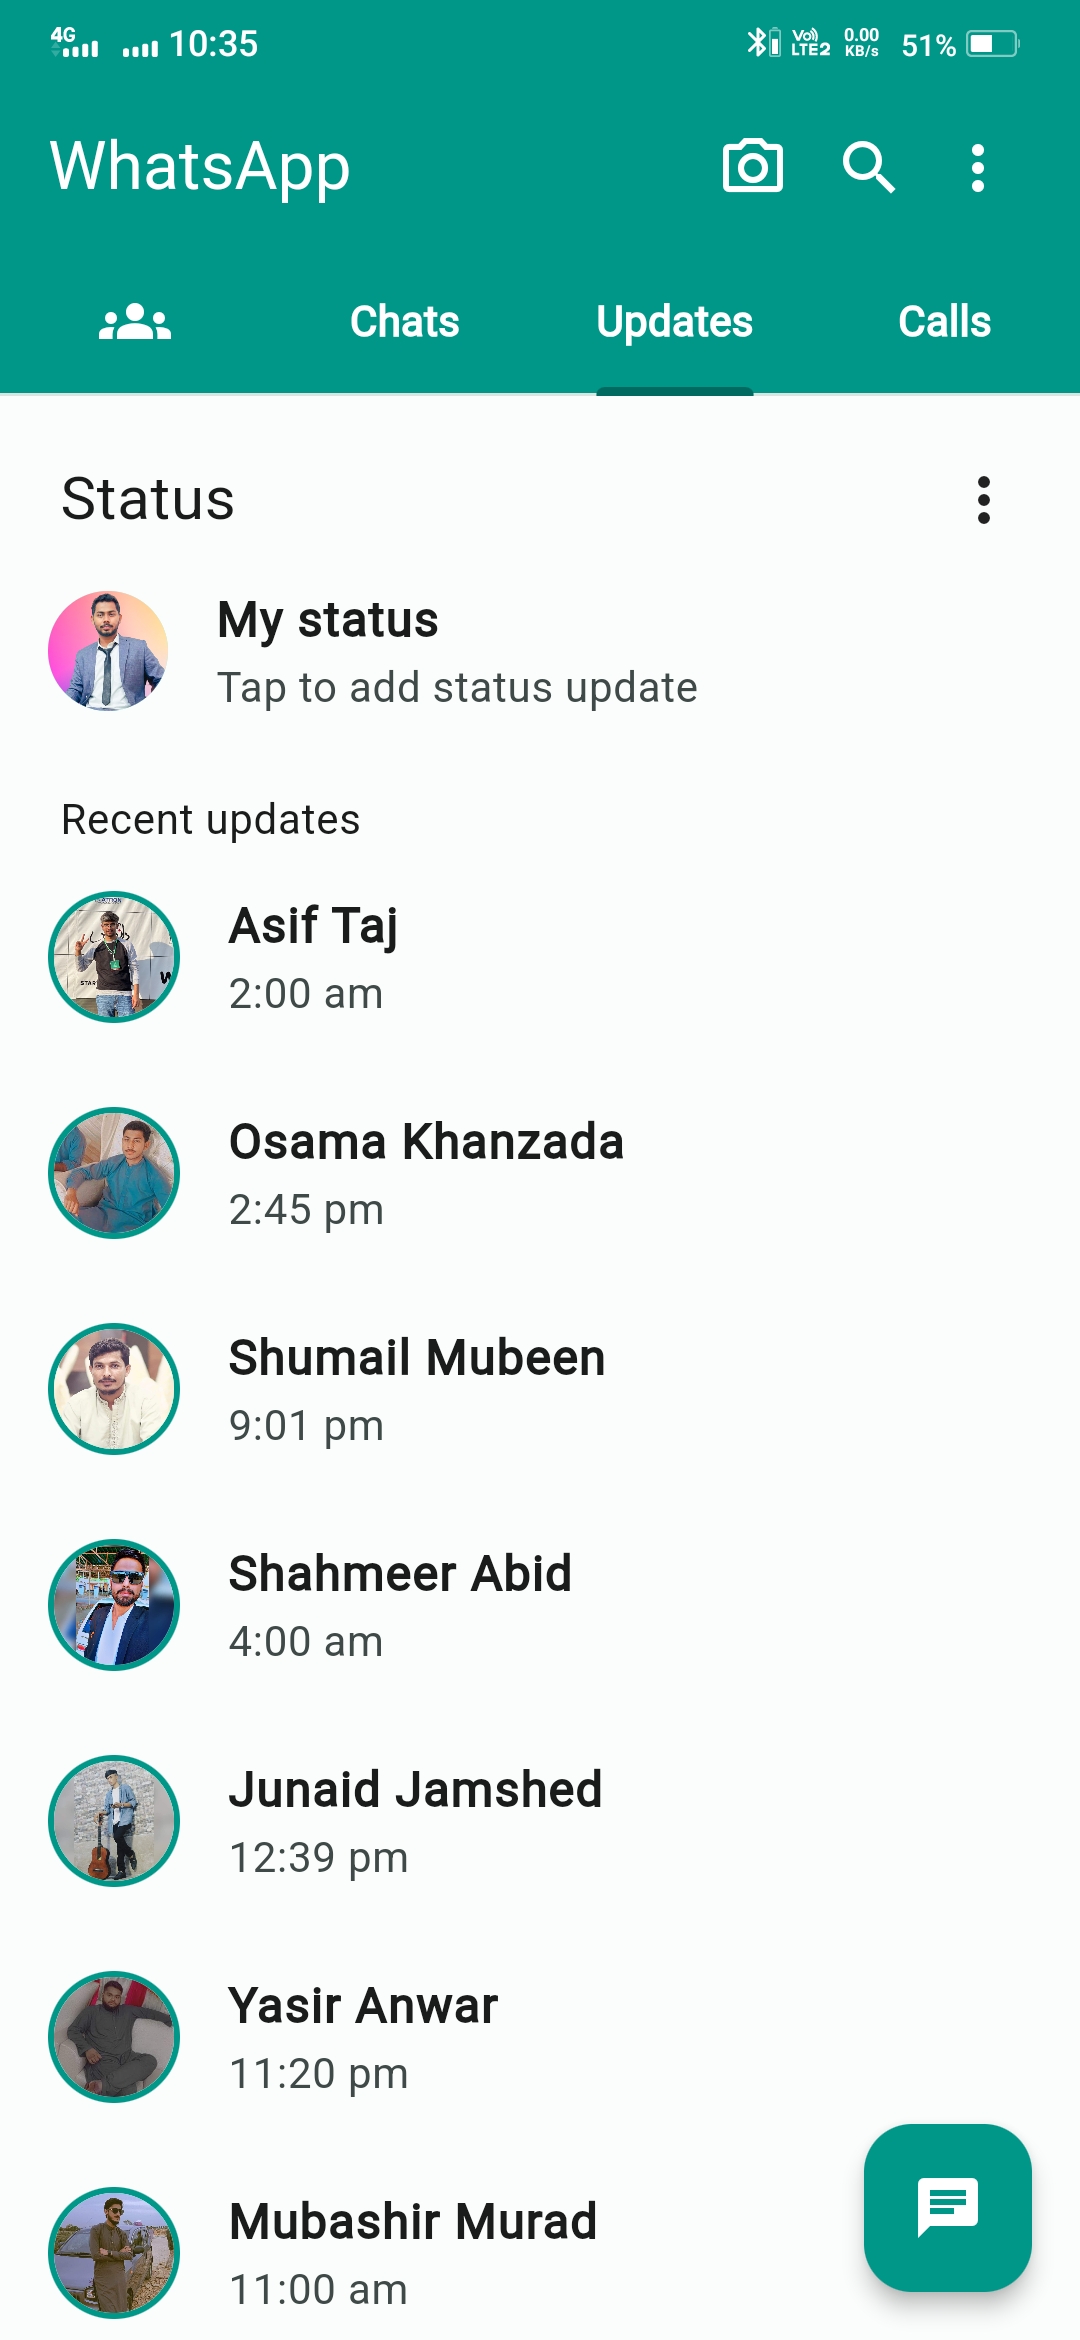 4G 10:35 Vo)) LTE2 0.00 KB/s 51%
WhatsApp
Chats Updates Calls
Status
My status
Tap to add status update
Recent updates
Asif Taj
2:00 am
Osama Khanzada
2:45 pm
Shumail Mubeen
9:01 pm
Shahmeer Abid
4:00 am
Junaid Jamshed
12:39 pm
Yasir Anwar
11:20 pm
Mubashir Murad
11:00 am